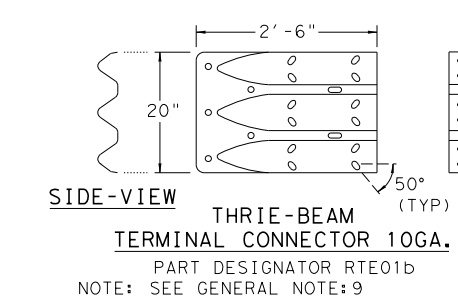 2'-6"
20"
50°
(TYP)
SIDE-VIEW
THRIE-BEAM
TERMINAL CONNECTOR 10GA.
PART DESIGNATOR RTE01b
NOTE: SEE GENERAL NOTE:9